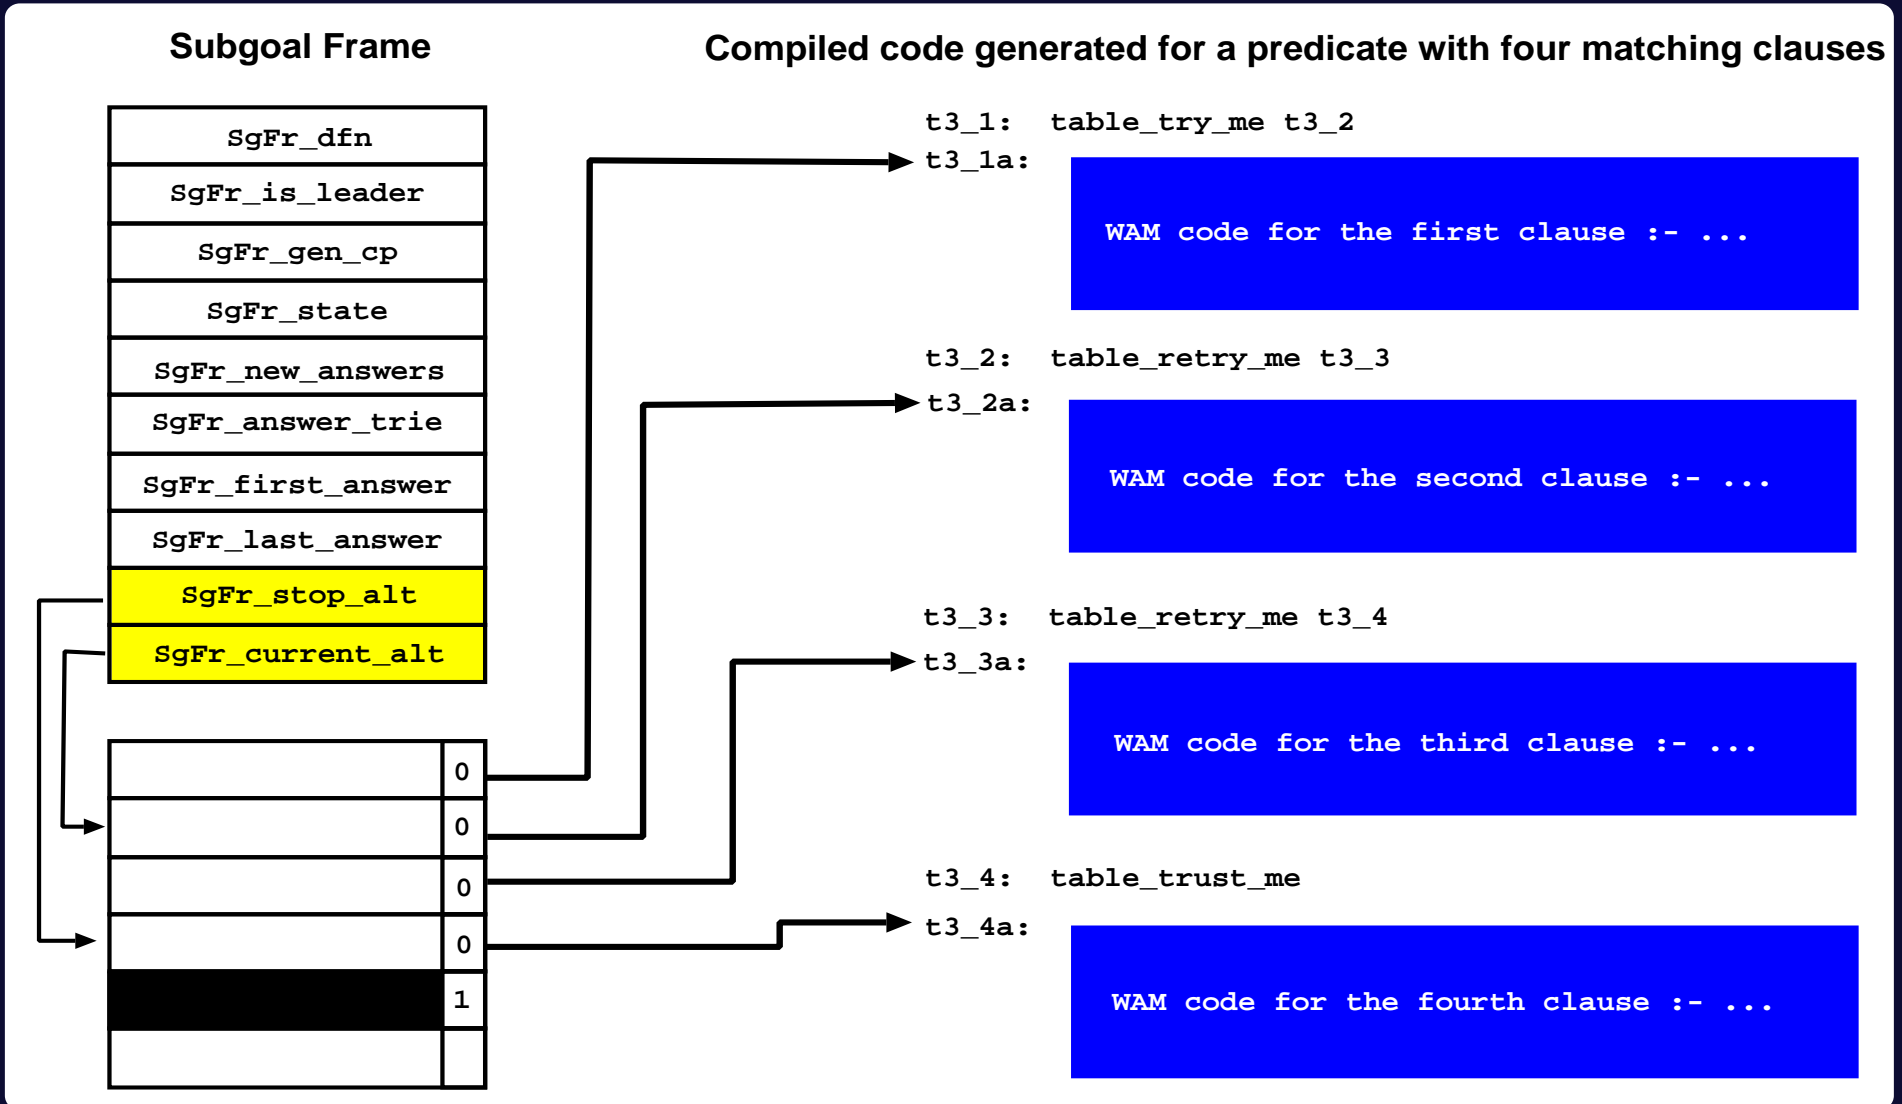 Subgoal Frame
SgFr_dfn
SgFr_is_leader
SgFr_gen_cp
SgFr_state
SgFr_new_answers
SgFr_answer_trie
SgFr_first_answer
SgFr_last_answer
SgFr_stop_alt
SgFr_current_alt
0
0
0
0
1
Compiled code generated for a predicate with four matching clauses
t3_1: table_try_me t3_2
t3_1a:
WAM code for the first clause :- ...
t3_2: table_retry_me t3_3
t3_2a:
WAM code for the second clause :- ...
t3_3: table_retry_me t3_4
t3_3a:
WAM code for the third clause :- ...
t3_4: table_trust_me
t3_4a:
WAM code for the fourth clause :- ...